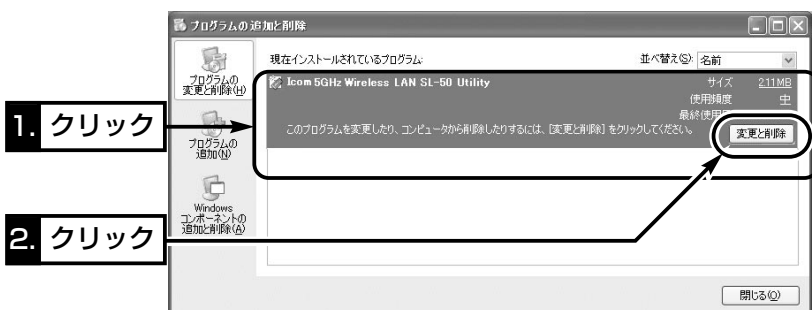 プログラムの追加と削除
プログラムの
変更と削除(H)
プログラムの
追加(N)
Windows
コンポーネントの
追加と削除(A)
現在インストールされているプログラム:
並べ替え(S): 名前
Icom 5GHz Wireless LAN SL-50 Utility
サイズ 2.11MB
使用頻度 中
最終使用
このプログラムを変更したり、コンピュータから削除したりするには、[変更と削除] をクリックしてください。
変更と削除
1. クリック
2. クリック
閉じる(O)